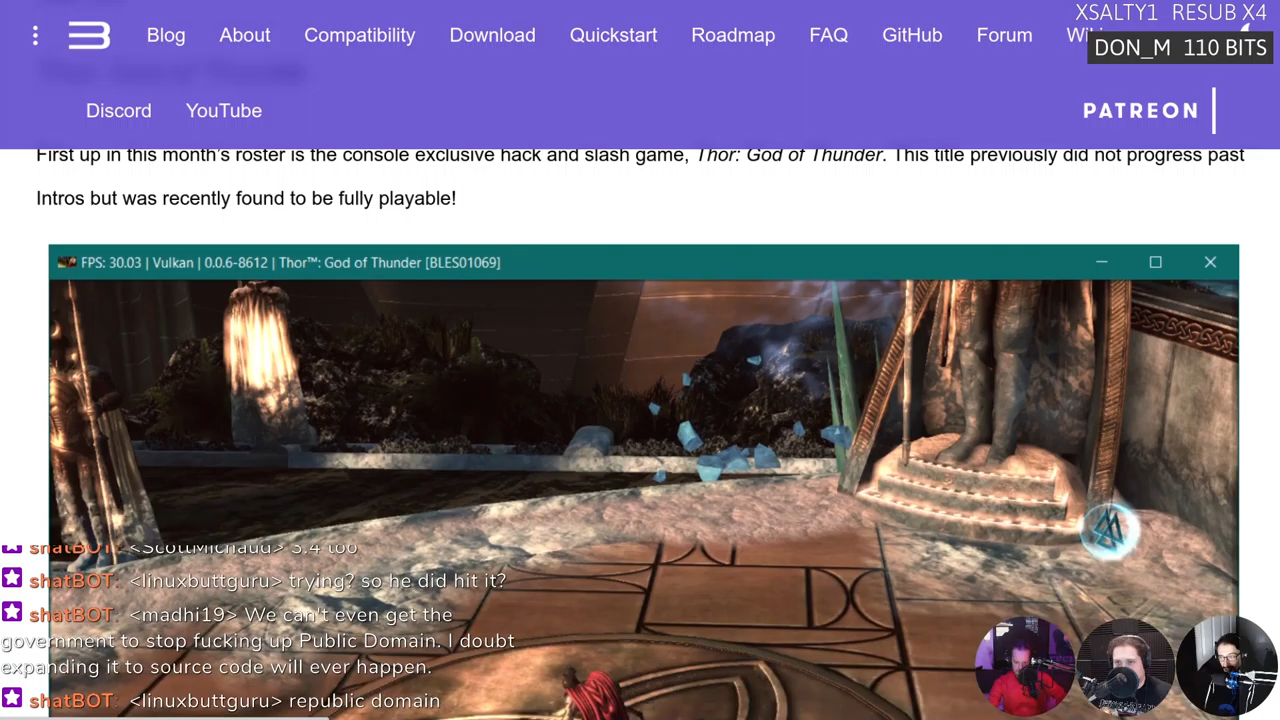 XSALTY1 RESUB X4
DON_M 110 BITS
Blog About Compatibility Download Quickstart Roadmap FAQ GitHub Forum
Discord YouTube
PATREON
First up in this month's roster is the console exclusive hack and slash game, Thor: God of Thunder. This title previously did not progress past
Intros but was recently found to be fully playable!
FPS: 30.03 | Vulkan | 0.0.6-8612 | Thor™: God of Thunder [BLES01069]
shatBOT: <ScottMichaud> 3.4 too
shatBOT: <linuxbuttguru> trying? so he did hit it?
shatBOT: <madhi19> We can't even get the
government to stop fucking up Public Domain. I doubt
expanding it to source code will ever happen.
shatBOT: <linuxbuttguru> republic domain